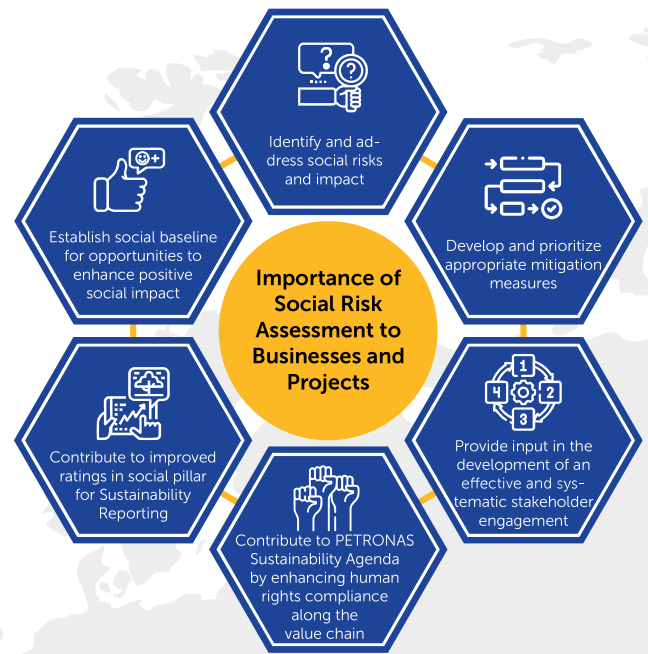 ?
?
Identify and ad-
dress social risks
and impact
Establish social baseline
for opportunities to
enhance positive
social impact
Develop and prioritize
appropriate mitigation
measures
Importance of
Social Risk
Assessment to
Businesses and
Projects
1
4
2
3
Contribute to improved
ratings in social pillar
for Sustainability
Reporting
Provide input in the
development of an
effective and sys-
tematic stakeholder
engagement
Contribute to PETRONAS
Sustainability Agenda
by enhancing human
rights compliance
along the
value chain